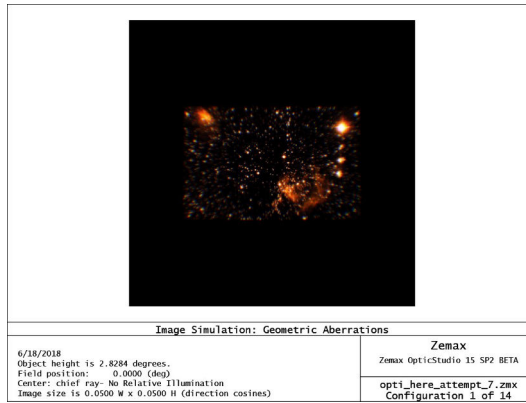 Image Simulation: Geometric Aberrations
6/18/2018
Object height is 2.8284 degrees.
Field position: 0.0000 (deg)
Center: chief ray- No Relative Illumination
Image size is 0.0500 W x 0.0500 H (direction cosines)
Zemax
Zemax OpticStudio 15 SP2 BETA
opti_here_attempt_7.zmx
Configuration 1 of 14